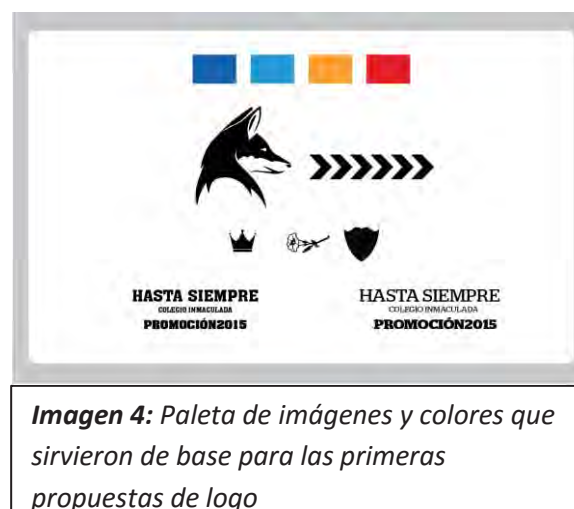 HASTA SIEMPRE
COLEGIO INMACULADA
PROMOCIÓN2015
HASTA SIEMPRE
COLEGIO INMACULADA
PROMOCIÓN2015
Imagen 4: Paleta de imágenes y colores que
sirvieron de base para las primeras
propuestas de logo